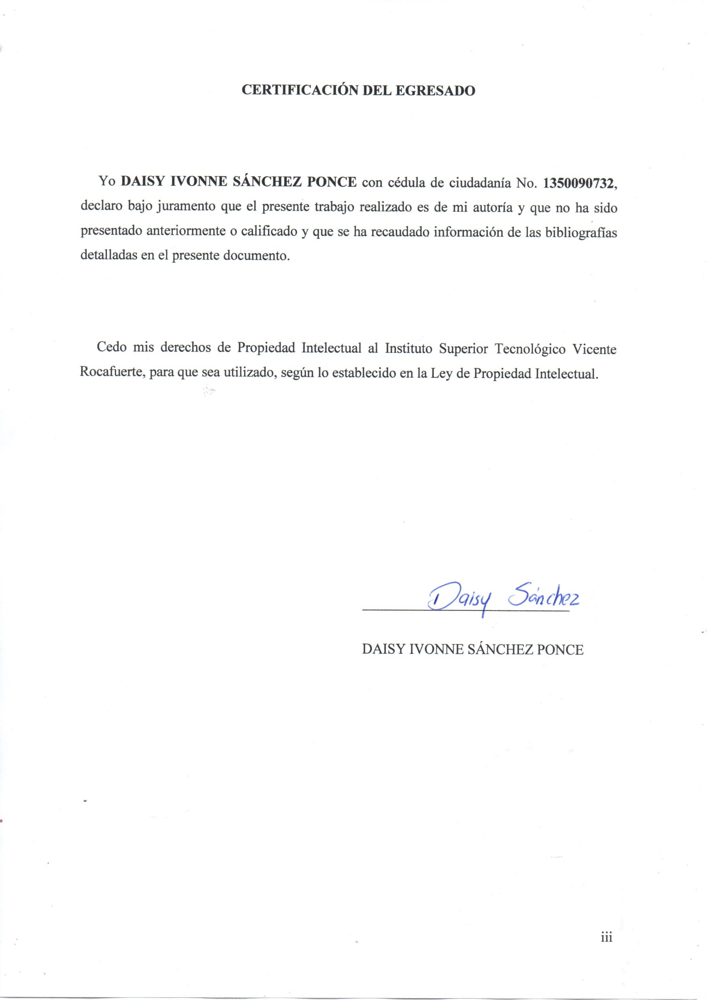 CERTIFICACIÓN DEL EGRESADO
Yo DAISY IVONNE SÁNCHEZ PONCE con cédula de ciudadanía No. 1350090732,
declaro bajo juramento que el presente trabajo realizado es de mi autoría y que no ha sido
presentado anteriormente o calificado y que se ha recaudado información de las bibliografías
detalladas en el presente documento.
Cedo mis derechos de Propiedad Intelectual al Instituto Superior Tecnológico Vicente
Rocafuerte, para que sea utilizado, según lo establecido en la Ley de Propiedad Intelectual.
Daisy Sánchez
DAISY IVONNE SÁNCHEZ PONCE
iii